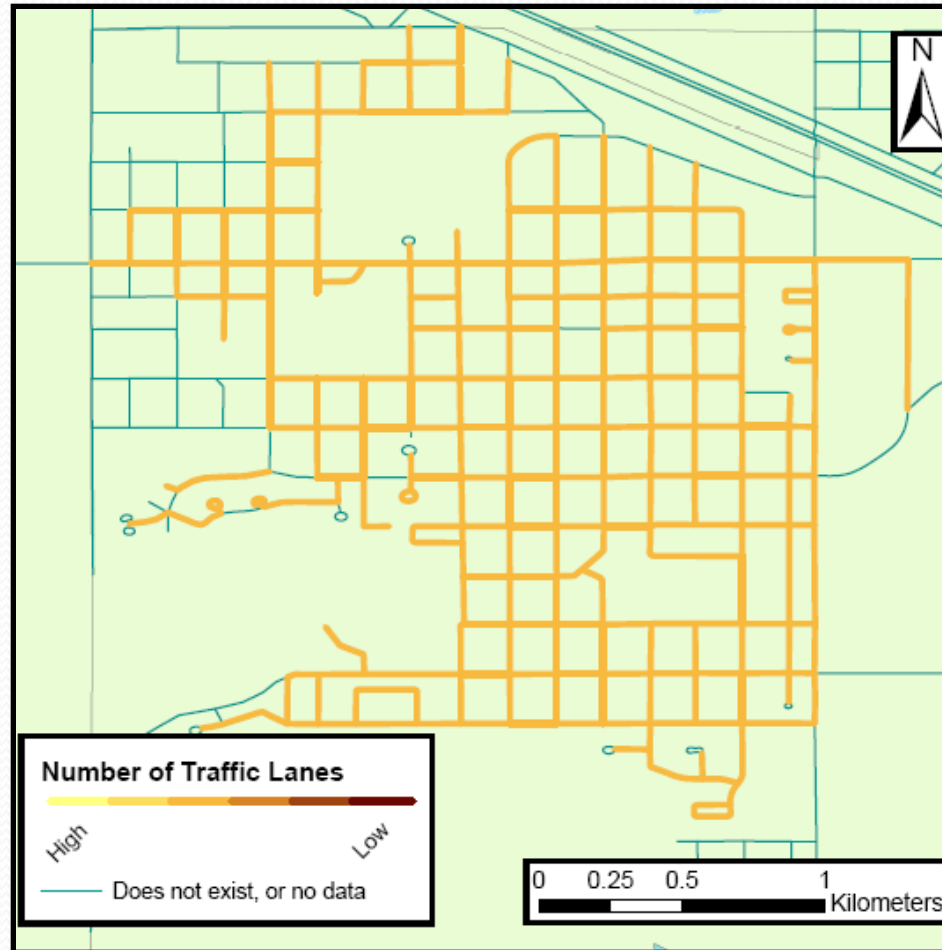 N
Number of Traffic Lanes
High
Low
Does not exist, or no data
0 0.25 0.5 1
Kilometers